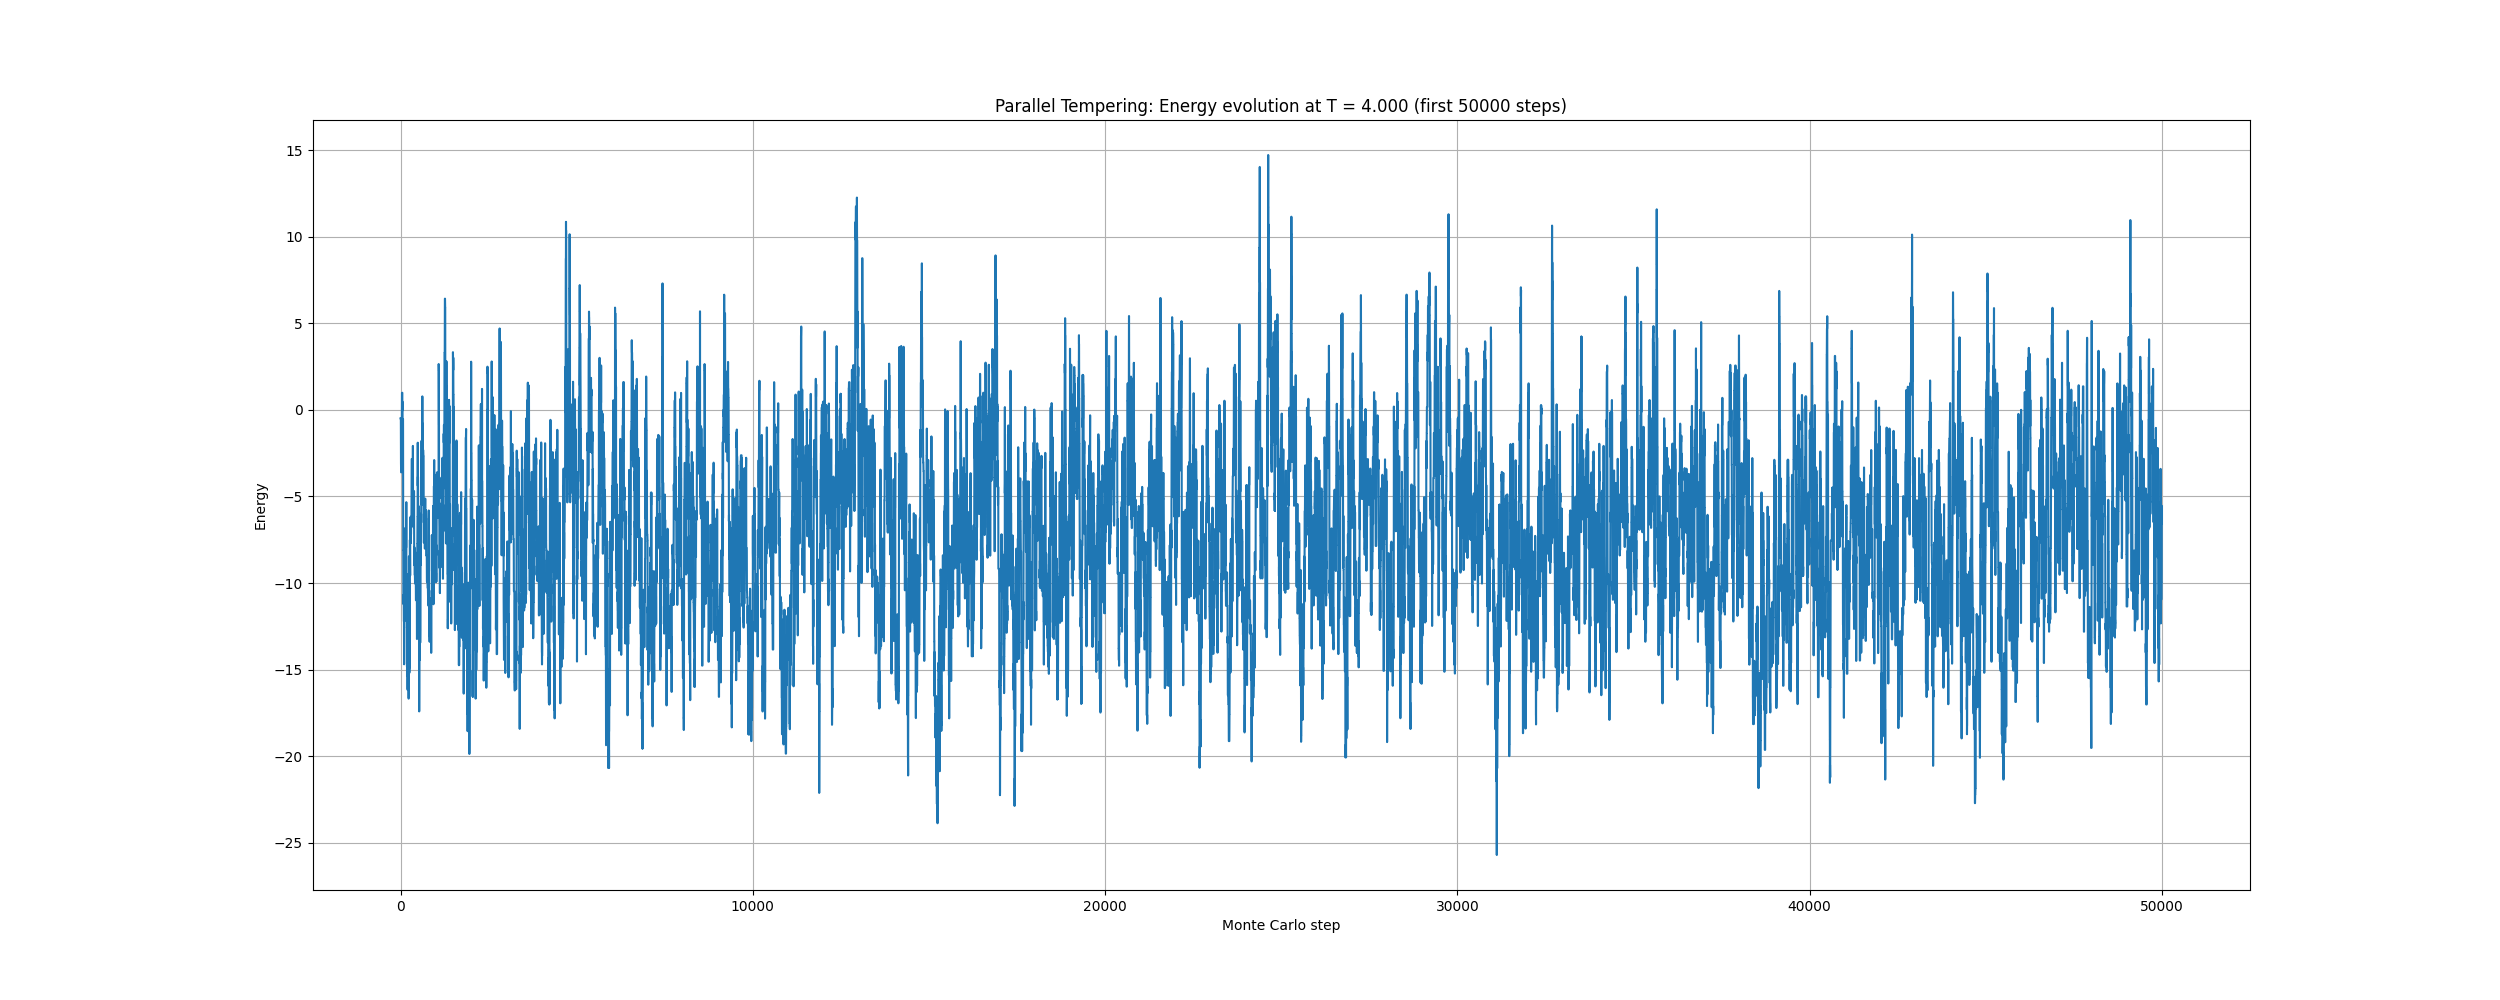 Parallel Tempering: Energy evolution at T = 4.000 (first 50000 steps)
15
10
5
0
−5
−10
−15
−20
−25
Energy
0 10000 20000 30000 40000 50000
Monte Carlo step